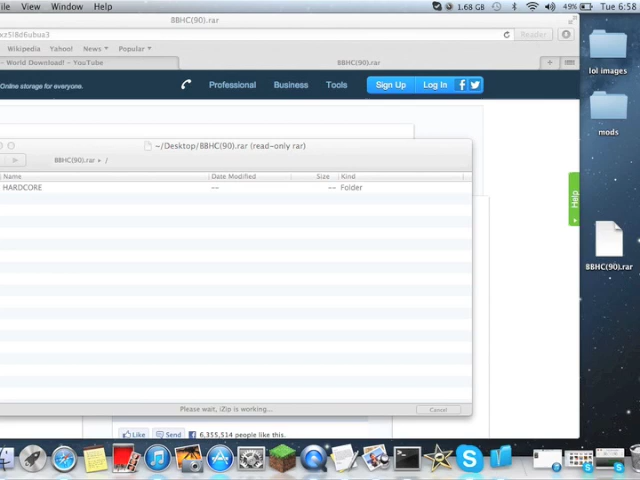 ile View Window Help 1.68 GB 49% Tue 6:58
BBHC(90).rar
xz5l8d6ubua3 Reader
Wikipedia Yahoo! News Popular
- World Download! - YouTube BBHC(90).rar
Online storage for everyone. Professional Business Tools Sign Up Log In
lol images
mods
~/Desktop/BBHC(90).rar (read-only rar)
BBHC(90).rar /
Name Date Modified Size Kind
HARDCORE -- -- Folder
Help
BBHC(90).rar
Please wait, iZip is working... Cancel
Like Send 6,355,514 people like this.